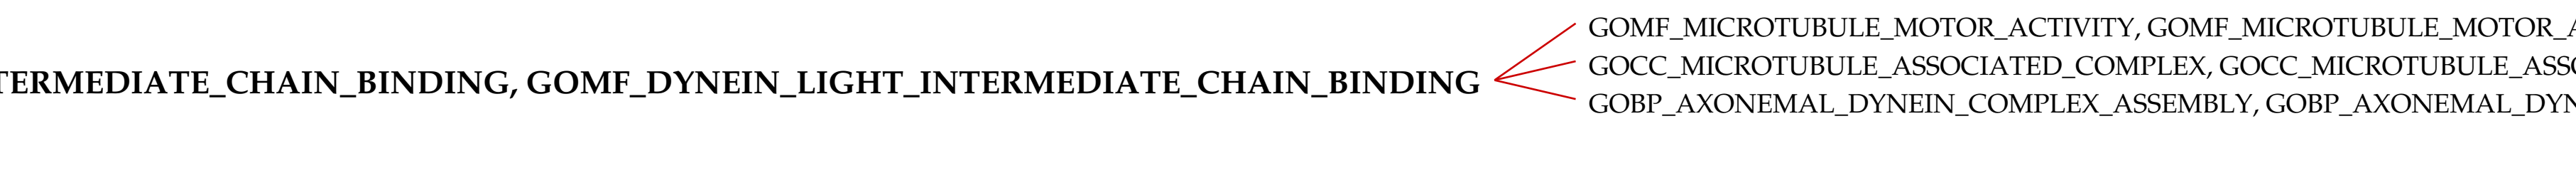 GOMF_MICROTUBULE_MOTOR_ACTIVITY, GOMF_MICROTUBULE_MOTOR_
GOCC_MICROTUBULE_ASSOCIATED_COMPLEX, GOCC_MICROTUBULE_ASSO
TERMEDIATE_CHAIN_BINDING, GOMF_DYNEIN_LIGHT_INTERMEDIATE_CHAIN_BINDING
GOBP_AXONEMAL_DYNEIN_COMPLEX_ASSEMBLY, GOBP_AXONEMAL_DYN